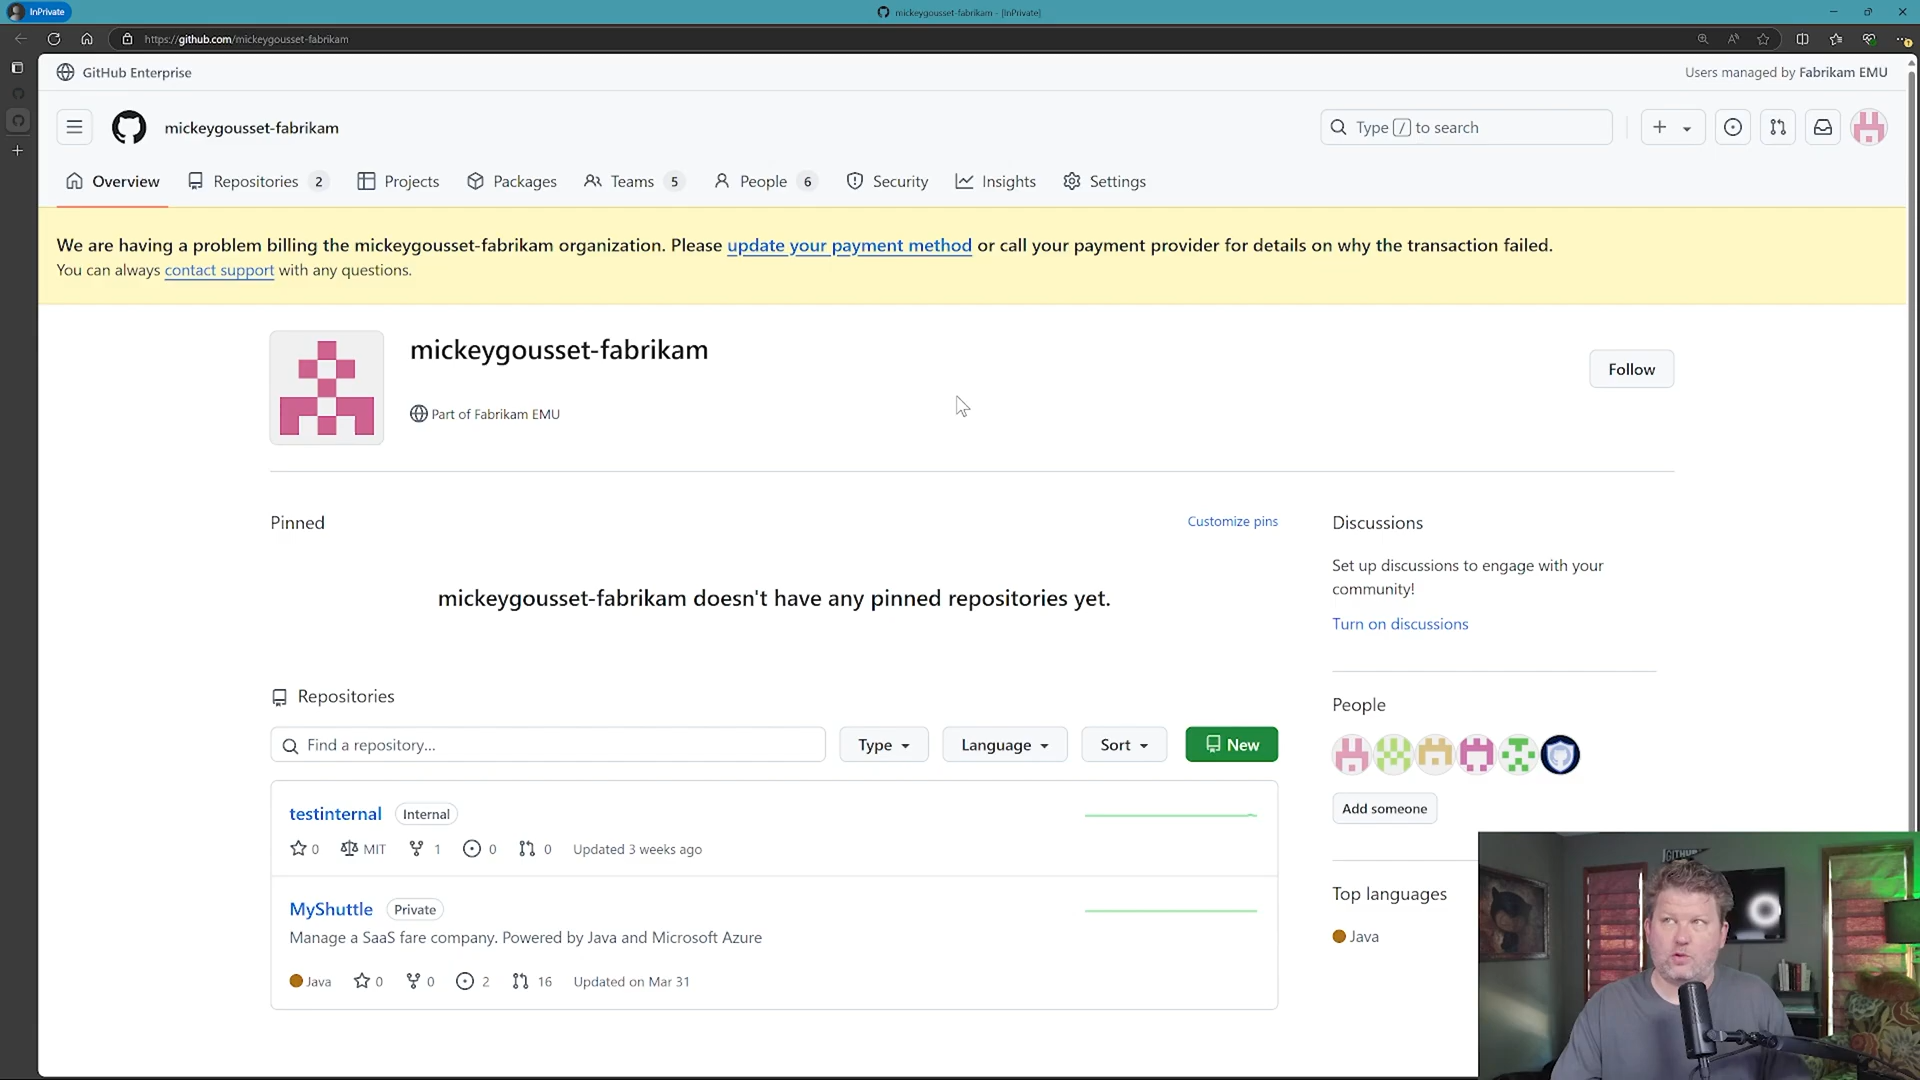 InPrivate
mickeygousset-fabrikam - [InPrivate]
https://github.com/mickeygousset-fabrikam
GitHub Enterprise
Users managed by Fabrikam EMU
mickeygousset-fabrikam
Type / to search
Overview
Repositories 2
Projects
Packages
Teams 5
People 6
Security
Insights
Settings
We are having a problem billing the mickeygousset-fabrikam organization. Please update your payment method or call your payment provider for details on why the transaction failed.
You can always contact support with any questions.
mickeygousset-fabrikam
Follow
Part of Fabrikam EMU
Pinned
Customize pins
mickeygousset-fabrikam doesn't have any pinned repositories yet.
Repositories
Find a repository...
Type
Language
Sort
New
testinternal Internal
0 MIT 1 0 0 Updated 3 weeks ago
MyShuttle Private
Manage a SaaS fare company. Powered by Java and Microsoft Azure
Java 0 0 2 16 Updated on Mar 31
Discussions
Set up discussions to engage with your
community!
Turn on discussions
People
Add someone
Top languages
Java
GITHUB